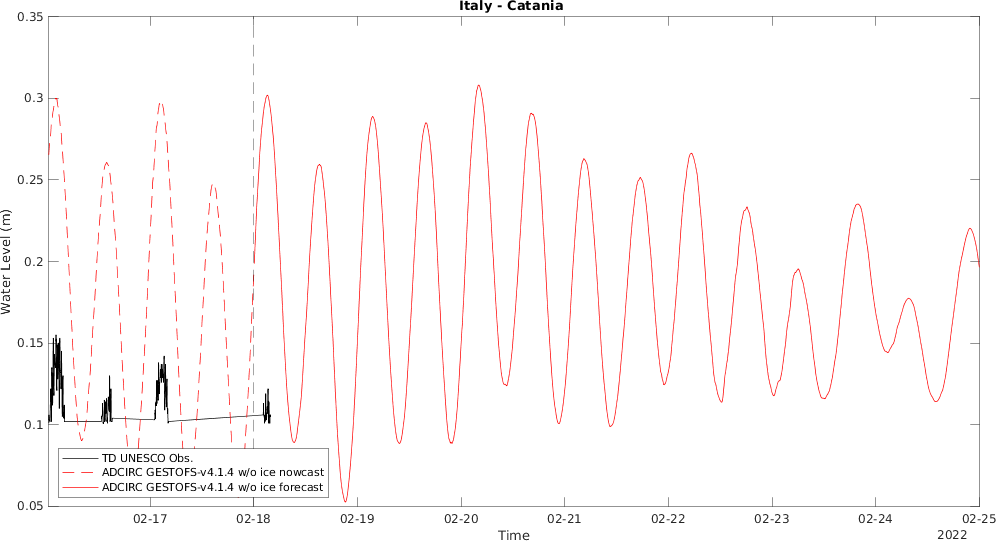 Italy - Catania
0.35
0.3
0.25
0.2
0.15
0.1
0.05
Water Level (m)
TD UNESCO Obs.
ADCIRC GESTOFS-v4.1.4 w/o ice nowcast
ADCIRC GESTOFS-v4.1.4 w/o ice forecast
02-17 02-18 02-19 02-20 02-21 02-22 02-23 02-24 02-25
Time
2022